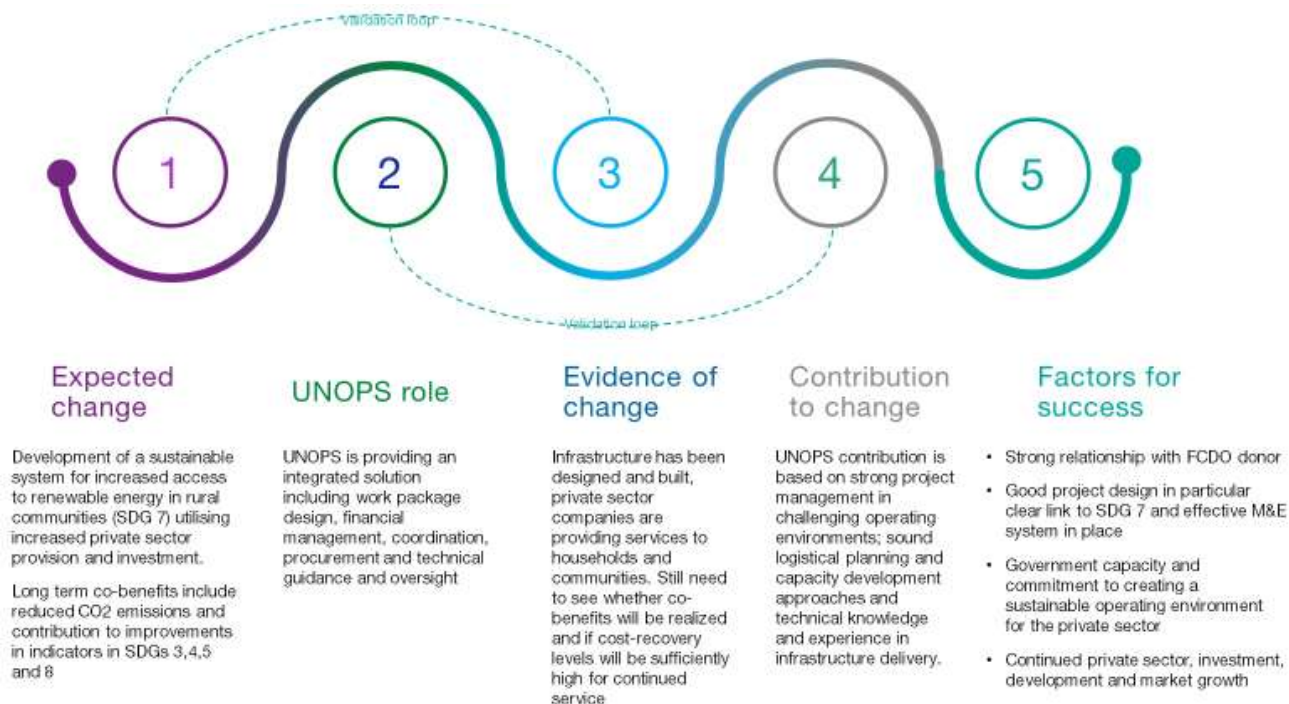 Validation loop
1
2
3
4
5
Validation loop
Expected
change
Development of a sustainable
system for increased access
to renewable energy in rural
communities (SDG 7) utilising
increased private sector
provision and investment.
Long term co-benefits include
reduced CO2 emissions and
contribution to improvements
in indicators in SDGs 3,4,5
and 8
UNOPS role
UNOPS is providing an
integrated solution
including work package
design, financial
management, coordination,
procurement and technical
guidance and oversight
Evidence of
change
Infrastructure has been
designed and built,
private sector
companies are
providing services to
households and
communities. Still need
to see whether co-
benefits will be realized
and if cost-recovery
levels will be sufficiently
high for continued
service
Contribution
to change
UNOPS contribution is
based on strong project
management in
challenging operating
environments; sound
logistical planning and
capacity development
approaches and
technical knowledge
and experience in
infrastructure delivery.
Factors for
success
• Strong relationship with FCDO donor
• Good project design in particular
clear link to SDG 7 and effective M&E
system in place
• Government capacity and
commitment to creating a
sustainable operating environment
for the private sector
• Continued private sector, investment,
development and market growth